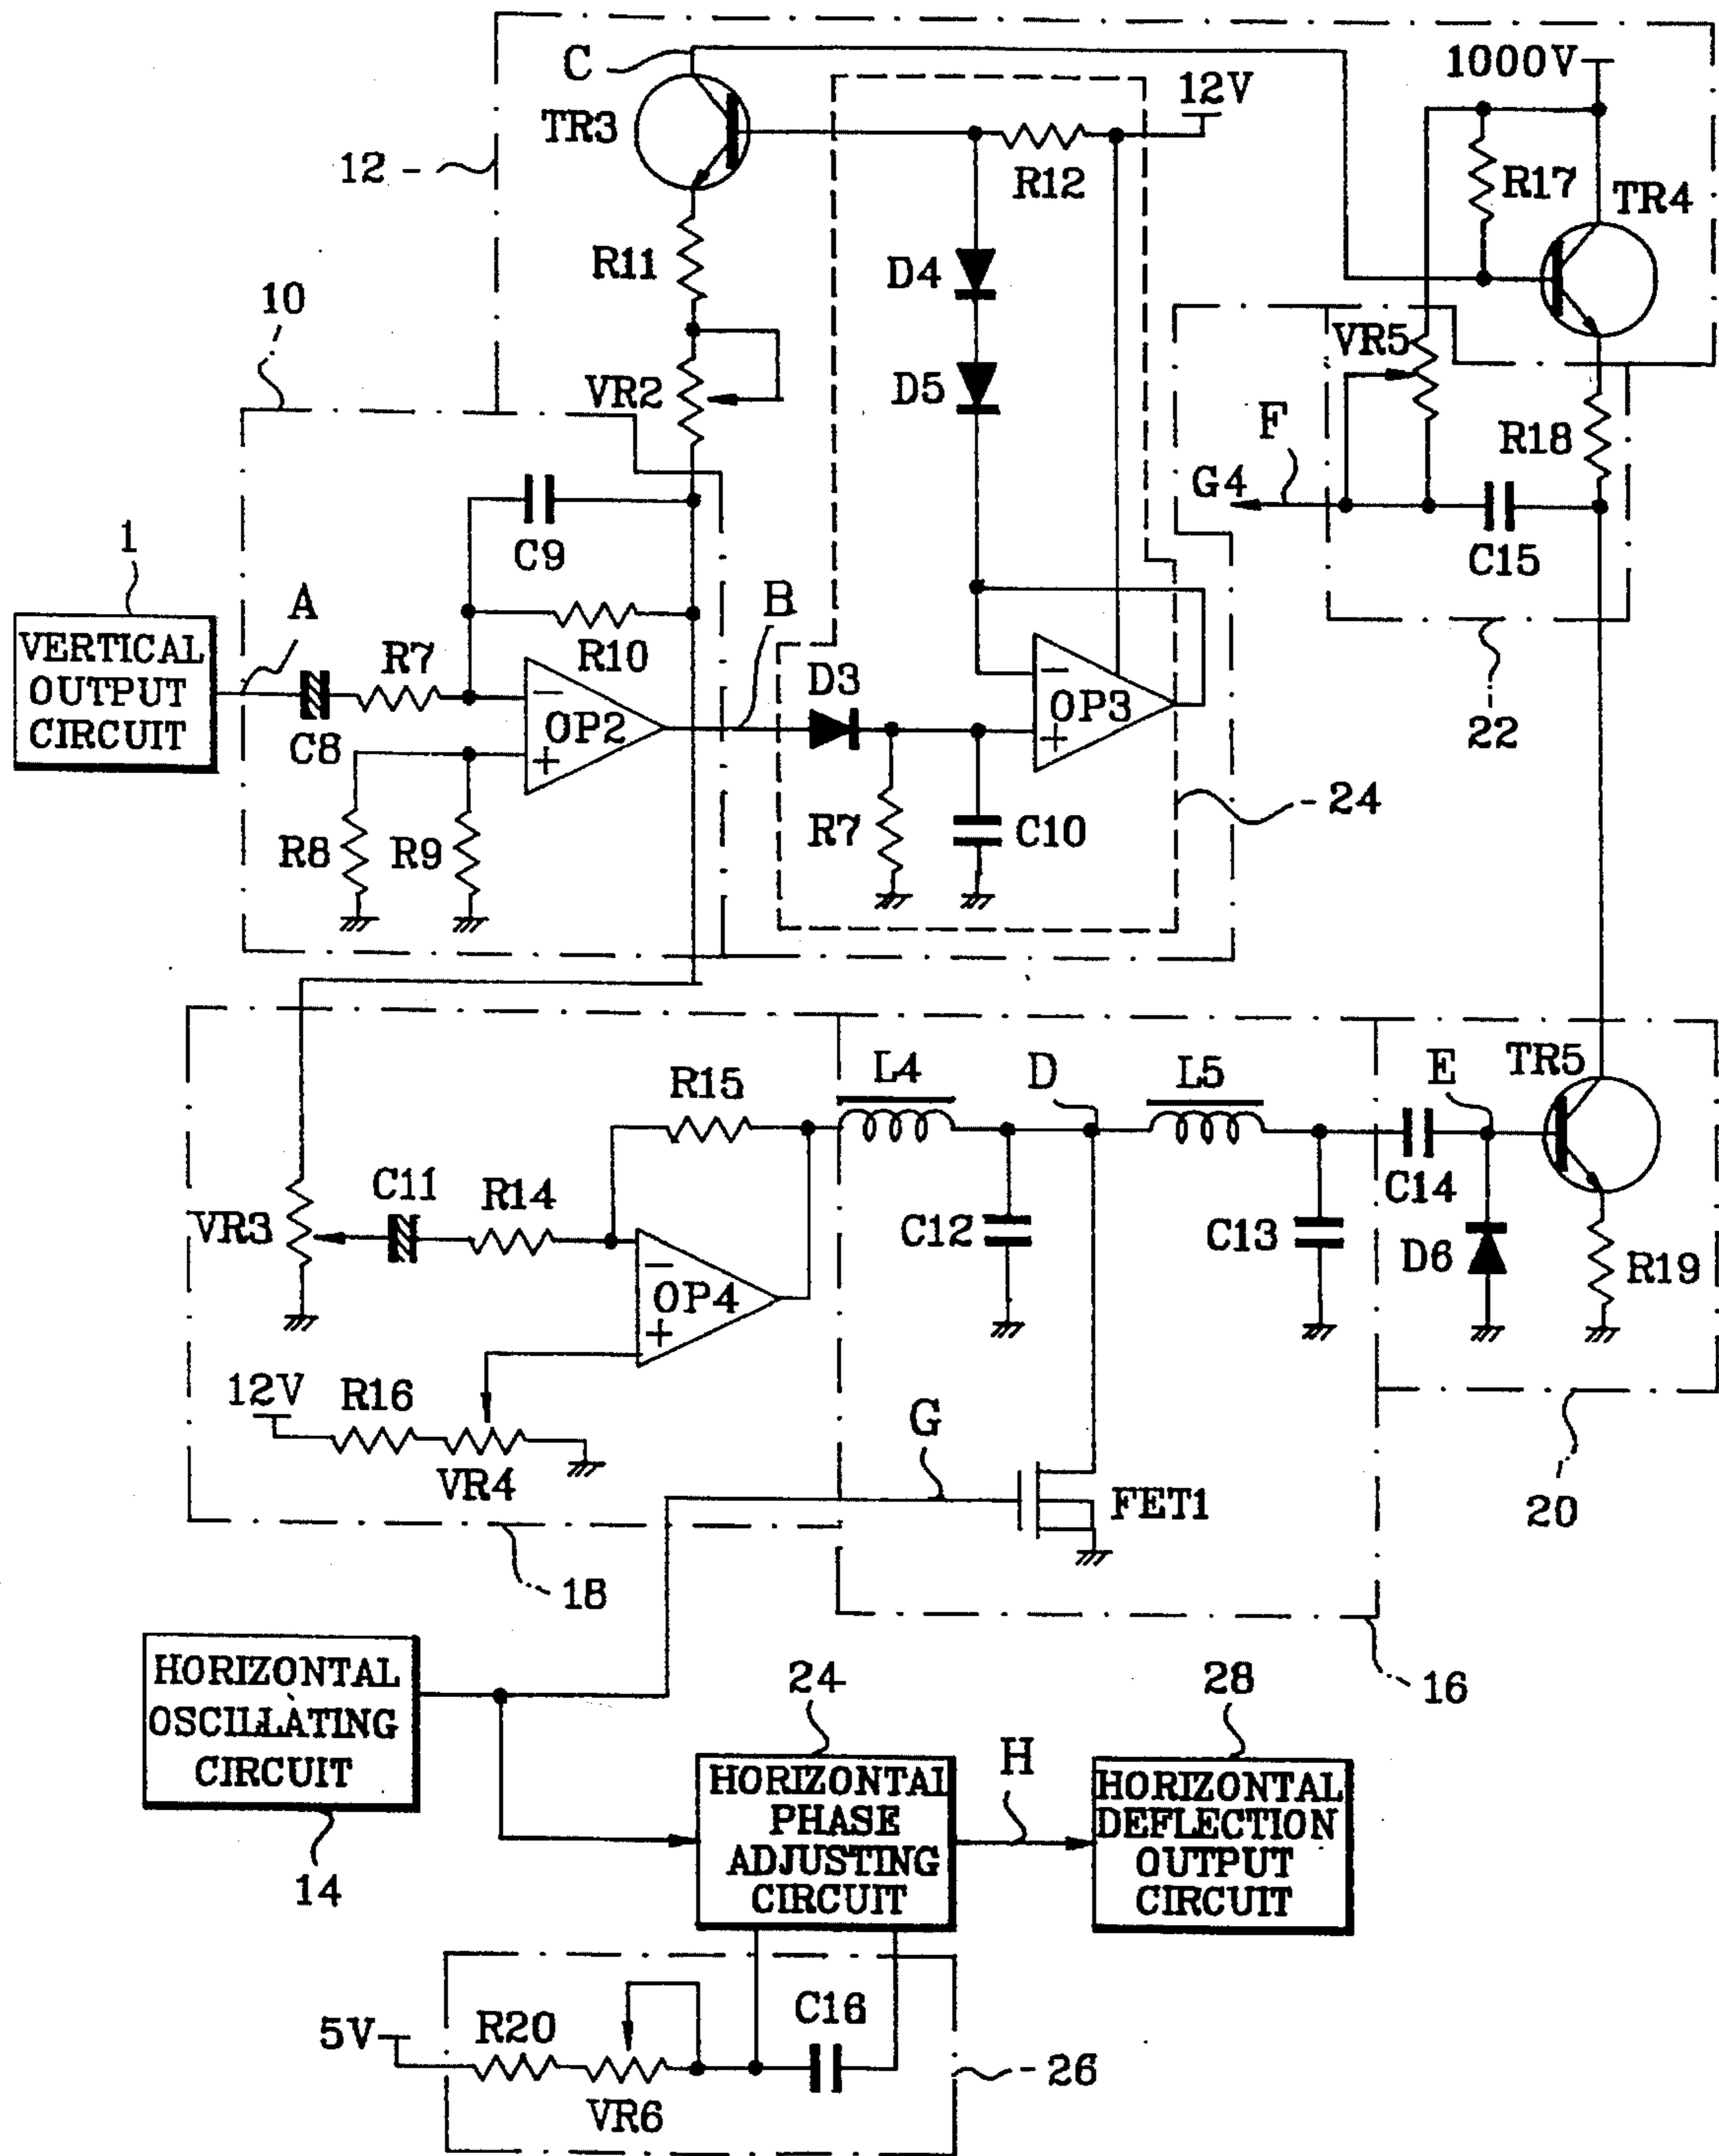 C
1000V
12V
TR3
12
R12
R17
TR4
R11
D4
10
VR5
VR2
D5
F
R18
G4
C9
C15
1
A
B
VERTICAL
OUTPUT
CIRCUIT
R7
R10
D3
−
OP2
+
−
OP3
+
C8
22
24
R8
R9
R7
C10
L4
D
L5
E
TR5
R15
C11
R14
C14
VR3
C12
C13
D6
R19
−
OP4
+
12V
R16
G
VR4
FET1
20
18
HORIZONTAL
OSCILLATING
CIRCUIT
24
28
16
H
HORIZONTAL
PHASE
ADJUSTING
CIRCUIT
HORIZONTAL
DEFLECTION
OUTPUT
CIRCUIT
14
C16
5V
R20
26
VR6